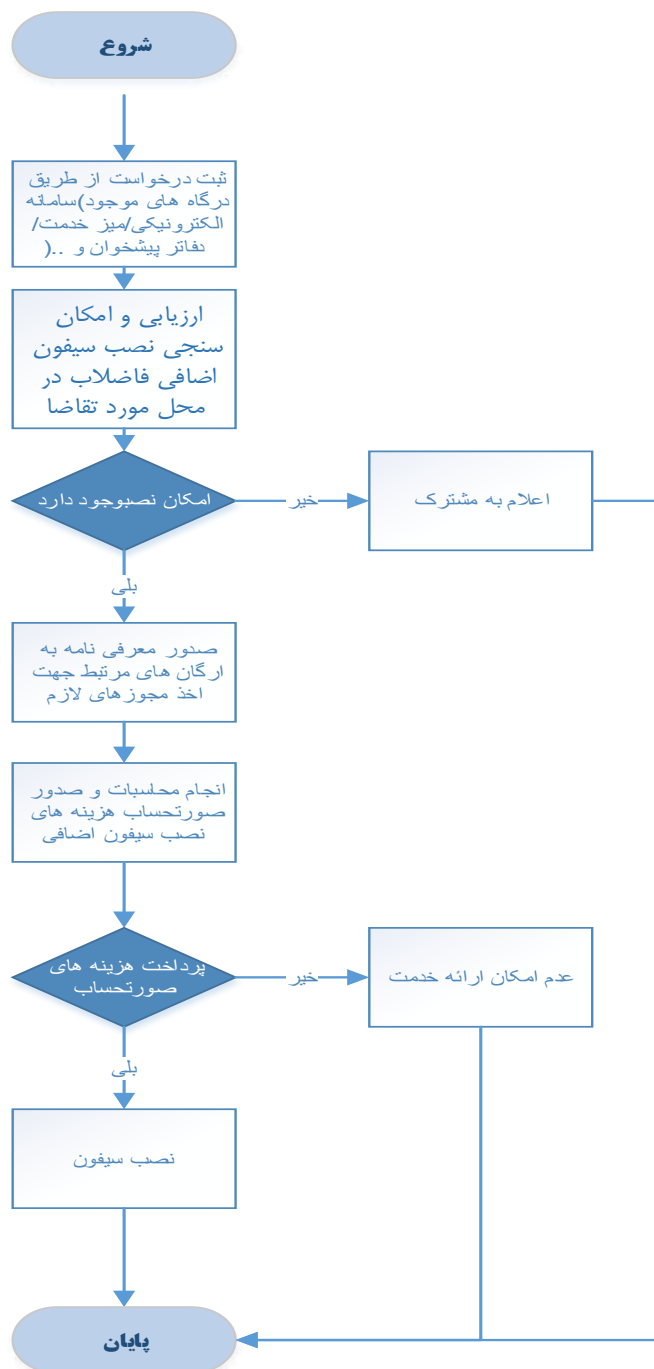 شروع
ثبت درخواست از طریق
درگاه های موجود)سامانه
الکترونیکی/میز خدمت/
دفاتر پیشخوان و ..(
ارزیابی و امکان
سنجی نصب سیفون
اضافی فاضلاب در
محل مورد تقاضا
امکان نصبوجود دارد
خیر
اعلام به مشترک
بلی
صدور معرفی نامه به
ارگان های مرتبط جهت
اخذ مجوزهای لازم
انجام محاسبات و صدور
صورتحساب هزینه های
نصب سیفون اضافی
پرداخت هزینه های
صورتحساب
خیر
عدم امکان ارائه خدمت
بلی
نصب سیفون
پایان